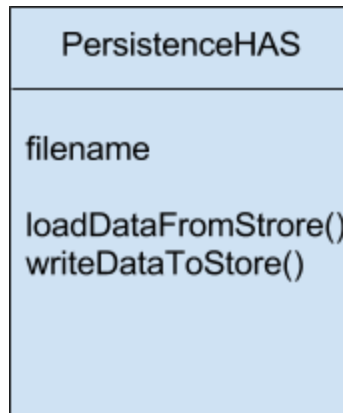 PersistenceHAS
filename
loadDataFromStrore()
writeDataToStore()